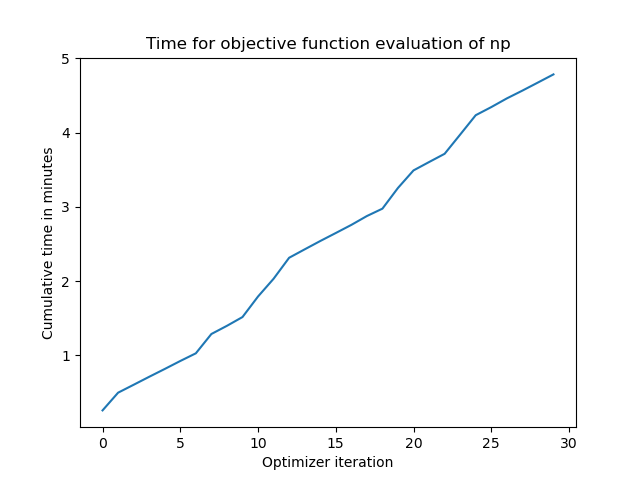 Time for objective function evaluation of np
Cumulative time in minutes
5
4
3
2
1
0 5 10 15 20 25 30
Optimizer iteration